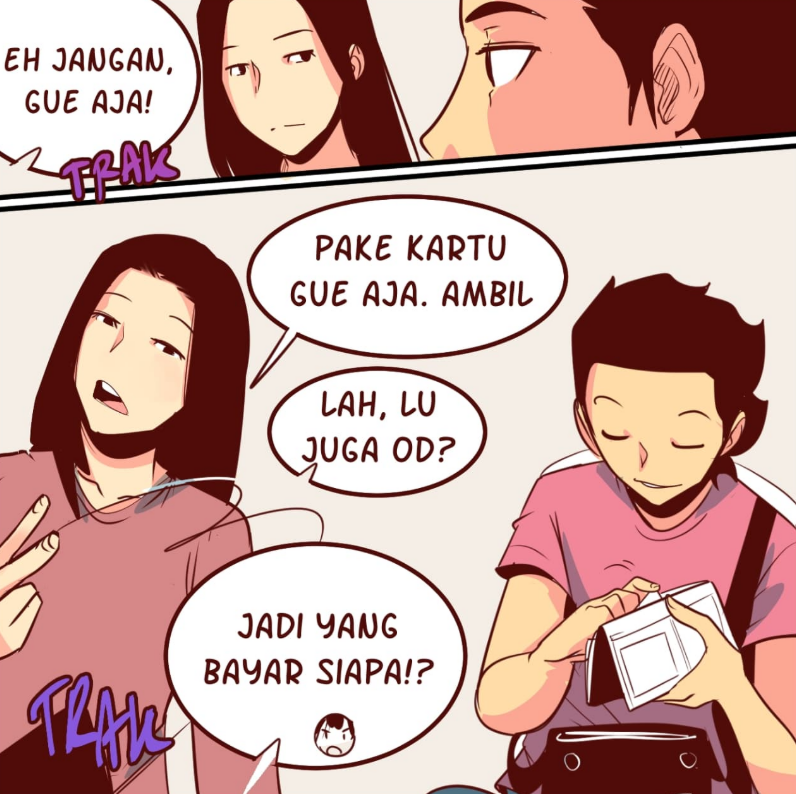 EH JANGAN,
GUE AJA!
TRAK
PAKE KARTU
GUE AJA. AMBIL
LAH, LU
JUGA OD?
JADI YANG
BAYAR SIAPA!?
TRAK